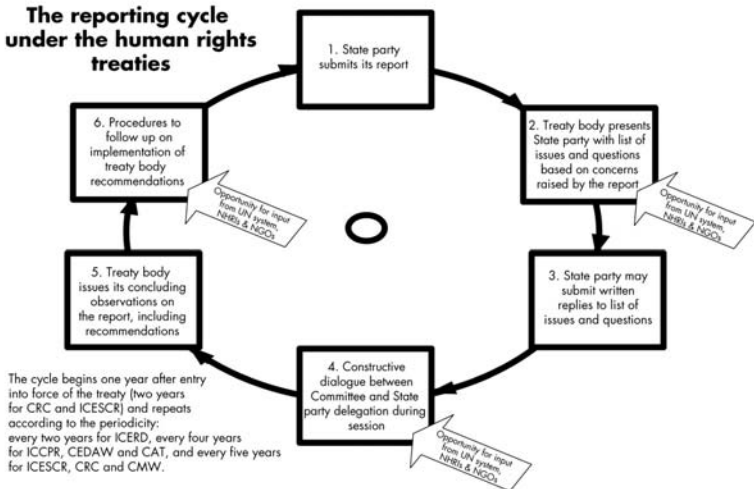 The reporting cycle
under the human rights
treaties
1. State party
submits its report
2. Treaty body presents
State party with list of
issues and questions
based on concerns
raised by the report
Opportunity for input
from UN system,
NHRIs & NGOs
3. State party may
submit written
replies to list of
issues and questions
4. Constructive
dialogue between
Committee and State
party delegation during
session
Opportunity for input
from UN system,
NHRIs & NGOs
5. Treaty body
issues its concluding
observations on
the report, including
recommendations
6. Procedures to
follow up on
implementation of
treaty body
recommendations
Opportunity for input
from UN system,
NHRIs & NGOs
The cycle begins one year after entry
into force of the treaty (two years
for CRC and ICESCR) and repeats
according to the periodicity:
every two years for ICERD, every four years
for ICCPR, CEDAW and CAT, and every five years
for ICESCR, CRC and CMW.